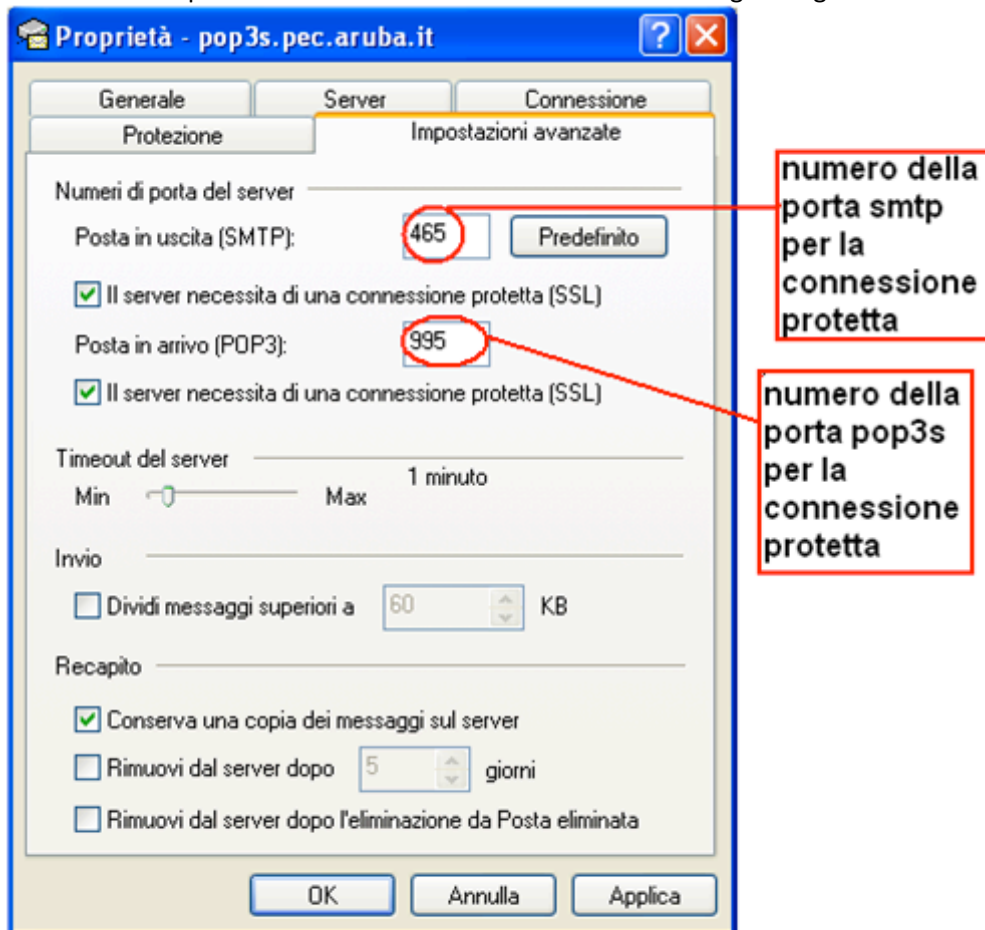 Proprietà - pop3s.pec.aruba.it
Generale
Server
Connessione
Protezione
Impostazioni avanzate
Numeri di porta del server
Posta in uscita (SMTP): 465 Predefinito
Il server necessita di una connessione protetta (SSL)
Posta in arrivo (POP3): 995
Il server necessita di una connessione protetta (SSL)
Timeout del server
Min Max 1 minuto
Invio
Dividi messaggi superiori a 60 KB
Recapito
Conserva una copia dei messaggi sul server
Rimuovi dal server dopo 5 giorni
Rimuovi dal server dopo l'eliminazione da Posta eliminata
OK Annulla Applica
numero della
porta smtp
per la
connessione
protetta
numero della
porta pop3s
per la
connessione
protetta